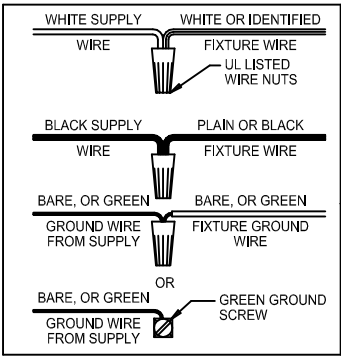 WHITE SUPPLY
WIRE
WHITE OR IDENTIFIED
FIXTURE WIRE
UL LISTED
WIRE NUTS
BLACK SUPPLY
WIRE
PLAIN OR BLACK
FIXTURE WIRE
BARE, OR GREEN
GROUND WIRE
FROM SUPPLY
BARE, OR GREEN
FIXTURE GROUND
WIRE
OR
BARE, OR GREEN
GROUND WIRE
FROM SUPPLY
GREEN GROUND
SCREW